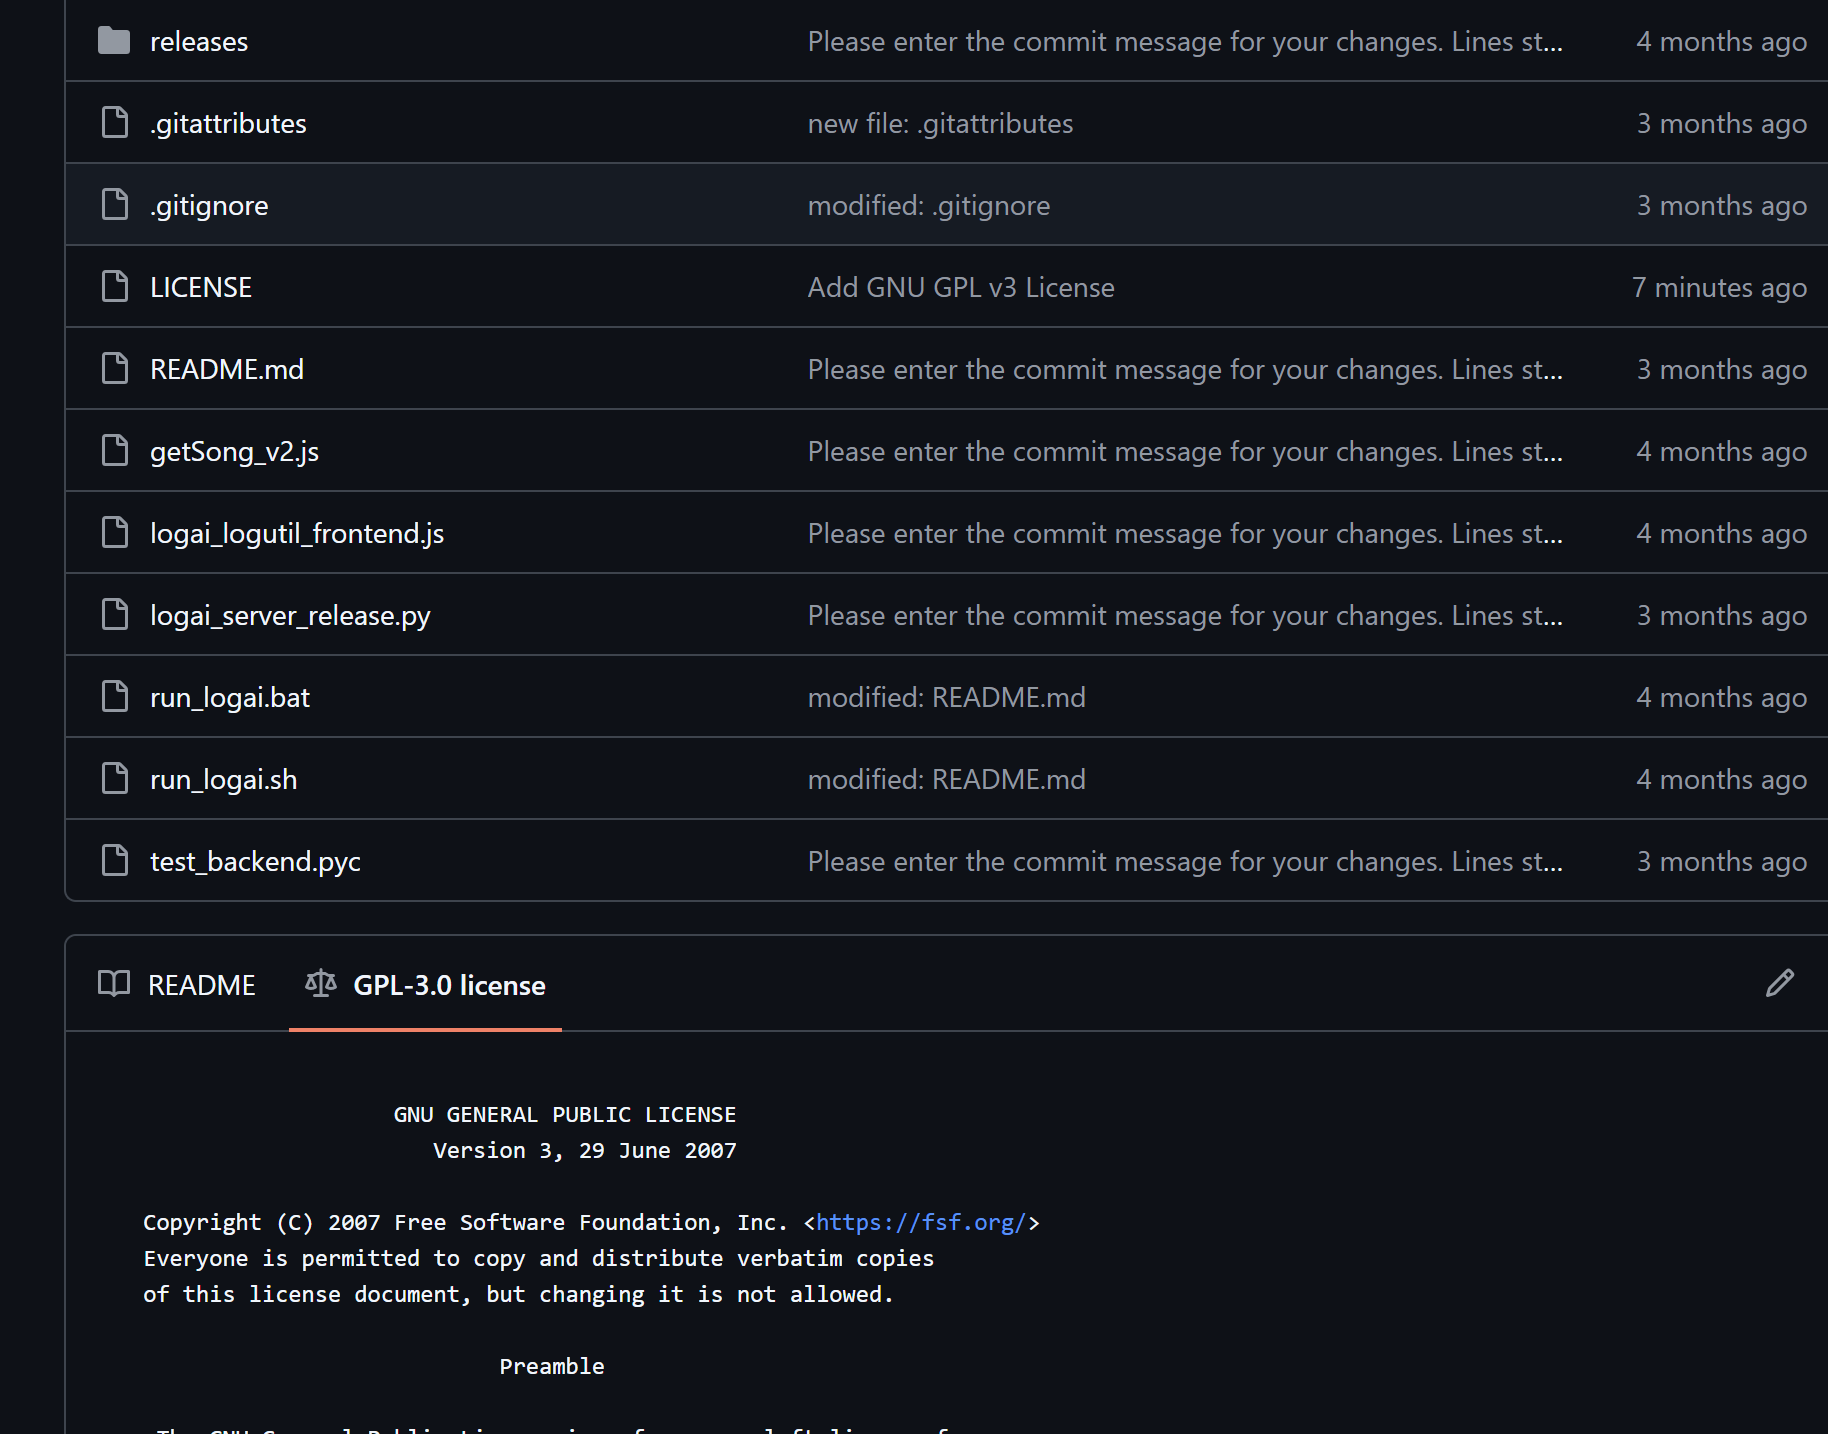 releases Please enter the commit message for your changes. Lines st... 4 months ago
.gitattributes new file: .gitattributes 3 months ago
.gitignore modified: .gitignore 3 months ago
LICENSE Add GNU GPL v3 License 7 minutes ago
README.md Please enter the commit message for your changes. Lines st... 3 months ago
getSong_v2.js Please enter the commit message for your changes. Lines st... 4 months ago
logai_logutil_frontend.js Please enter the commit message for your changes. Lines st... 4 months ago
logai_server_release.py Please enter the commit message for your changes. Lines st... 3 months ago
run_logai.bat modified: README.md 4 months ago
run_logai.sh modified: README.md 4 months ago
test_backend.pyc Please enter the commit message for your changes. Lines st... 3 months ago
README GPL-3.0 license
GNU GENERAL PUBLIC LICENSE
Version 3, 29 June 2007
Copyright (C) 2007 Free Software Foundation, Inc. <https://fsf.org/>
Everyone is permitted to copy and distribute verbatim copies
of this license document, but changing it is not allowed.
Preamble